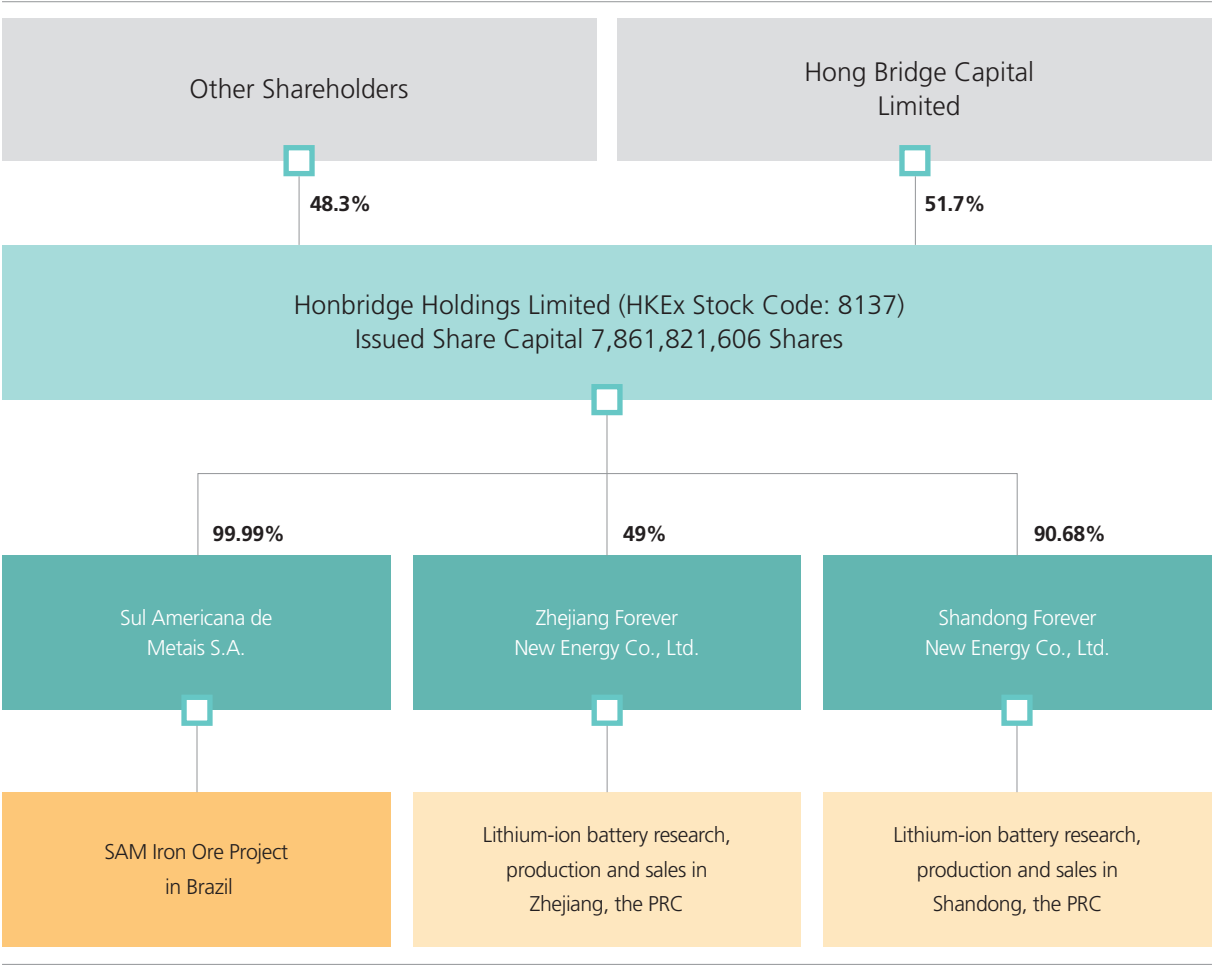 Other Shareholders
Hong Bridge Capital
Limited
48.3%
51.7%
Honbridge Holdings Limited (HKEx Stock Code: 8137)
Issued Share Capital 7,861,821,606 Shares
99.99%
49%
90.68%
Sul Americana de
Metais S.A.
Zhejiang Forever
New Energy Co., Ltd.
Shandong Forever
New Energy Co., Ltd.
SAM Iron Ore Project
in Brazil
Lithium-ion battery research,
production and sales in
Zhejiang, the PRC
Lithium-ion battery research,
production and sales in
Shandong, the PRC